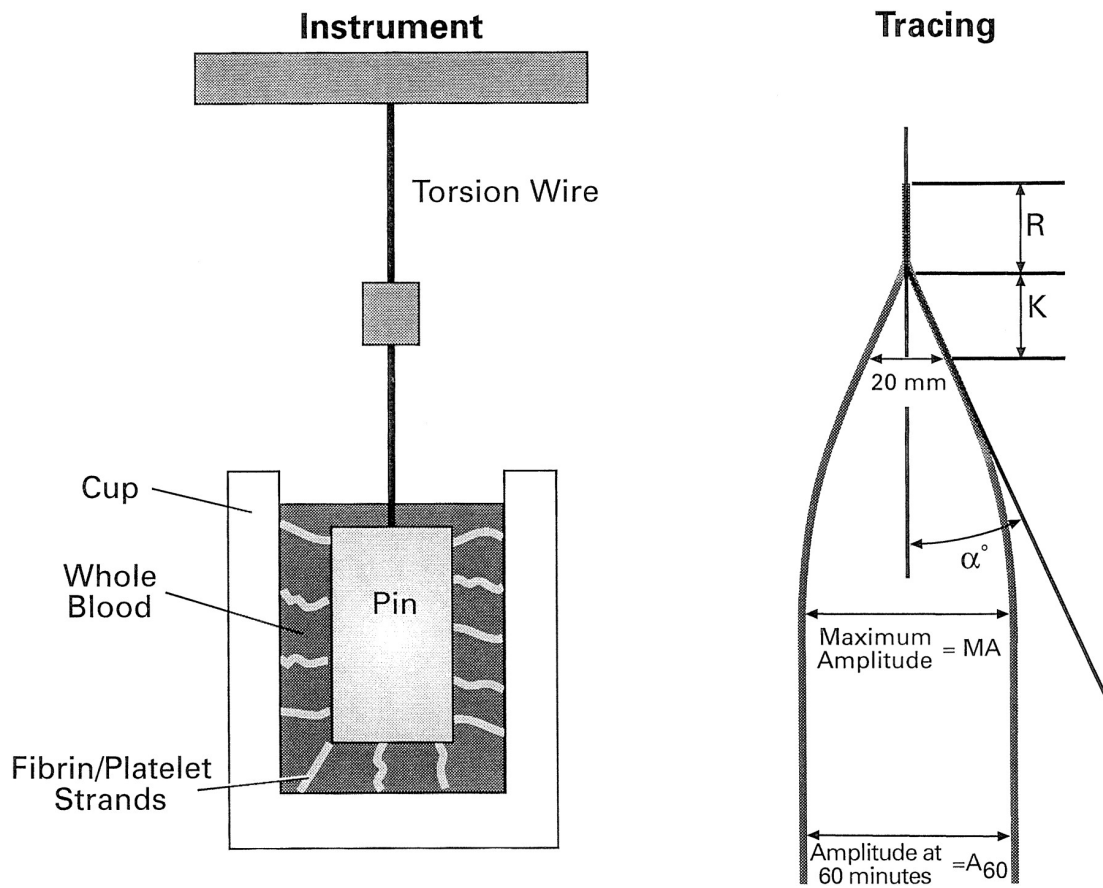 Instrument
Torsion Wire
Cup
Whole
Blood
Pin
Fibrin/Platelet
Strands
Tracing
R
K
20 mm
α°
Maximum
Amplitude = MA
Amplitude at
60 minutes =A60